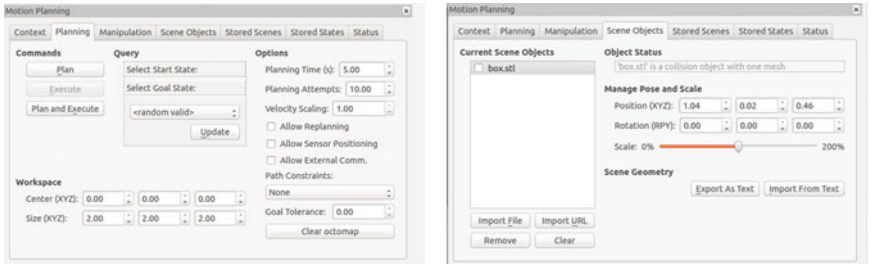 Motion Planning
Context Planning Manipulation Scene Objects Stored Scenes Stored States Status
Commands Query Options
Plan Select Start State: Planning Time (s): 5.00
Execute Select Goal State: Planning Attempts: 10.00
Plan and Execute <random valid> Velocity Scaling: 1.00
Update Allow Replanning
Allow Sensor Positioning
Allow External Comm.
Path Constraints:
Workspace None
Center (XYZ): 0.00 0.00 0.00
Size (XYZ): 2.00 2.00 2.00 Goal Tolerance: 0.00
Clear octomap
Motion Planning
Context Planning Manipulation Scene Objects Stored Scenes Stored States Status
Current Scene Objects Object Status
box.stl 'box.stl' is a collision object with one mesh
Manage Pose and Scale
Position (XYZ): 1.04 0.02 0.46
Rotation (RPY): 0.00 0.00 0.00
Scale: 0% 200%
Scene Geometry
Export As Text Import From Text
Import File Import URL
Remove Clear